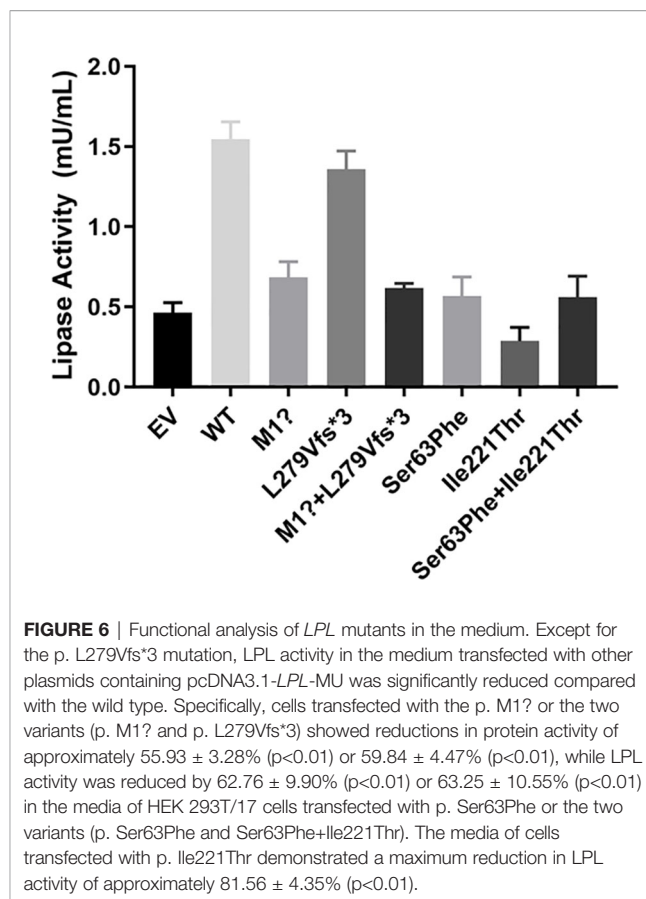 2.0
1.5
1.0
0.5
0.0
Lipase Activity (mU/mL)
EV
WT
M1?
L279Vfs*3
M1?+L279Vfs*3
Ser63Phe
Ile221Thr
Ser63Phe+Ile221Thr
FIGURE 6 | Functional analysis of LPL mutants in the medium. Except for
the p. L279Vfs*3 mutation, LPL activity in the medium transfected with other
plasmids containing pcDNA3.1-LPL-MU was significantly reduced compared
with the wild type. Specifically, cells transfected with the p. M1? or the two
variants (p. M1? and p. L279Vfs*3) showed reductions in protein activity of
approximately 55.93 ± 3.28% (p<0.01) or 59.84 ± 4.47% (p<0.01), while LPL
activity was reduced by 62.76 ± 9.90% (p<0.01) or 63.25 ± 10.55% (p<0.01)
in the media of HEK 293T/17 cells transfected with p. Ser63Phe or the two
variants (p. Ser63Phe and Ser63Phe+Ile221Thr). The media of cells
transfected with p. Ile221Thr demonstrated a maximum reduction in LPL
activity of approximately 81.56 ± 4.35% (p<0.01).